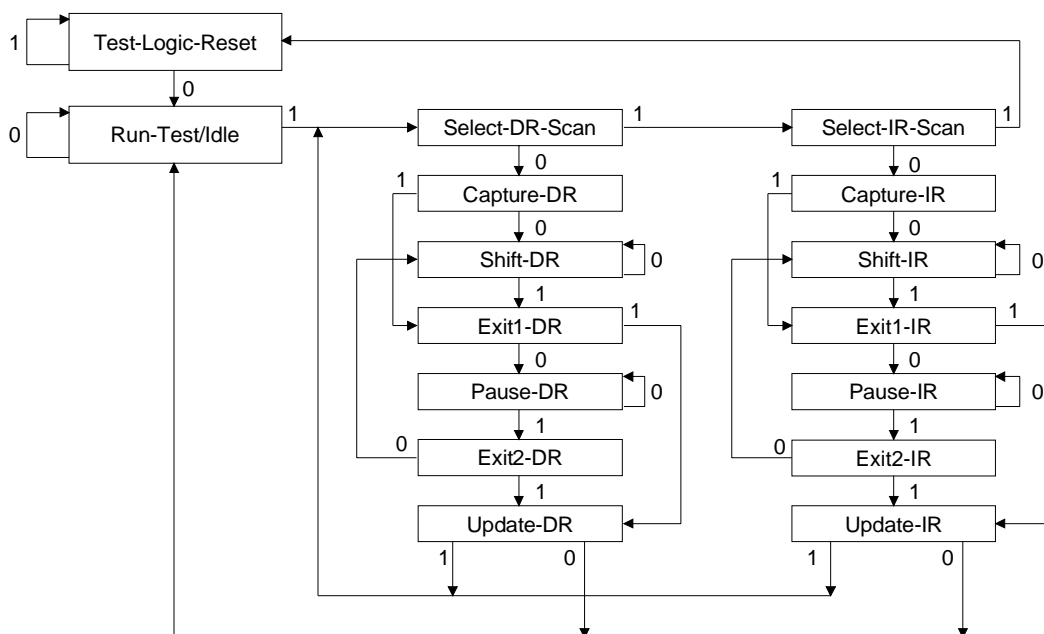 1 Test-Logic-Reset
0
0 Run-Test/Idle 1 Select-DR-Scan 1 Select-IR-Scan 1
0 0
1 Capture-DR 1 Capture-IR
0 0
Shift-DR 0 Shift-IR 0
1 1
Exit1-DR 1 Exit1-IR 1
0 0
Pause-DR 0 Pause-IR 0
1 1
0 Exit2-DR 0 Exit2-IR
1 1
Update-DR Update-IR
1 0 1 0